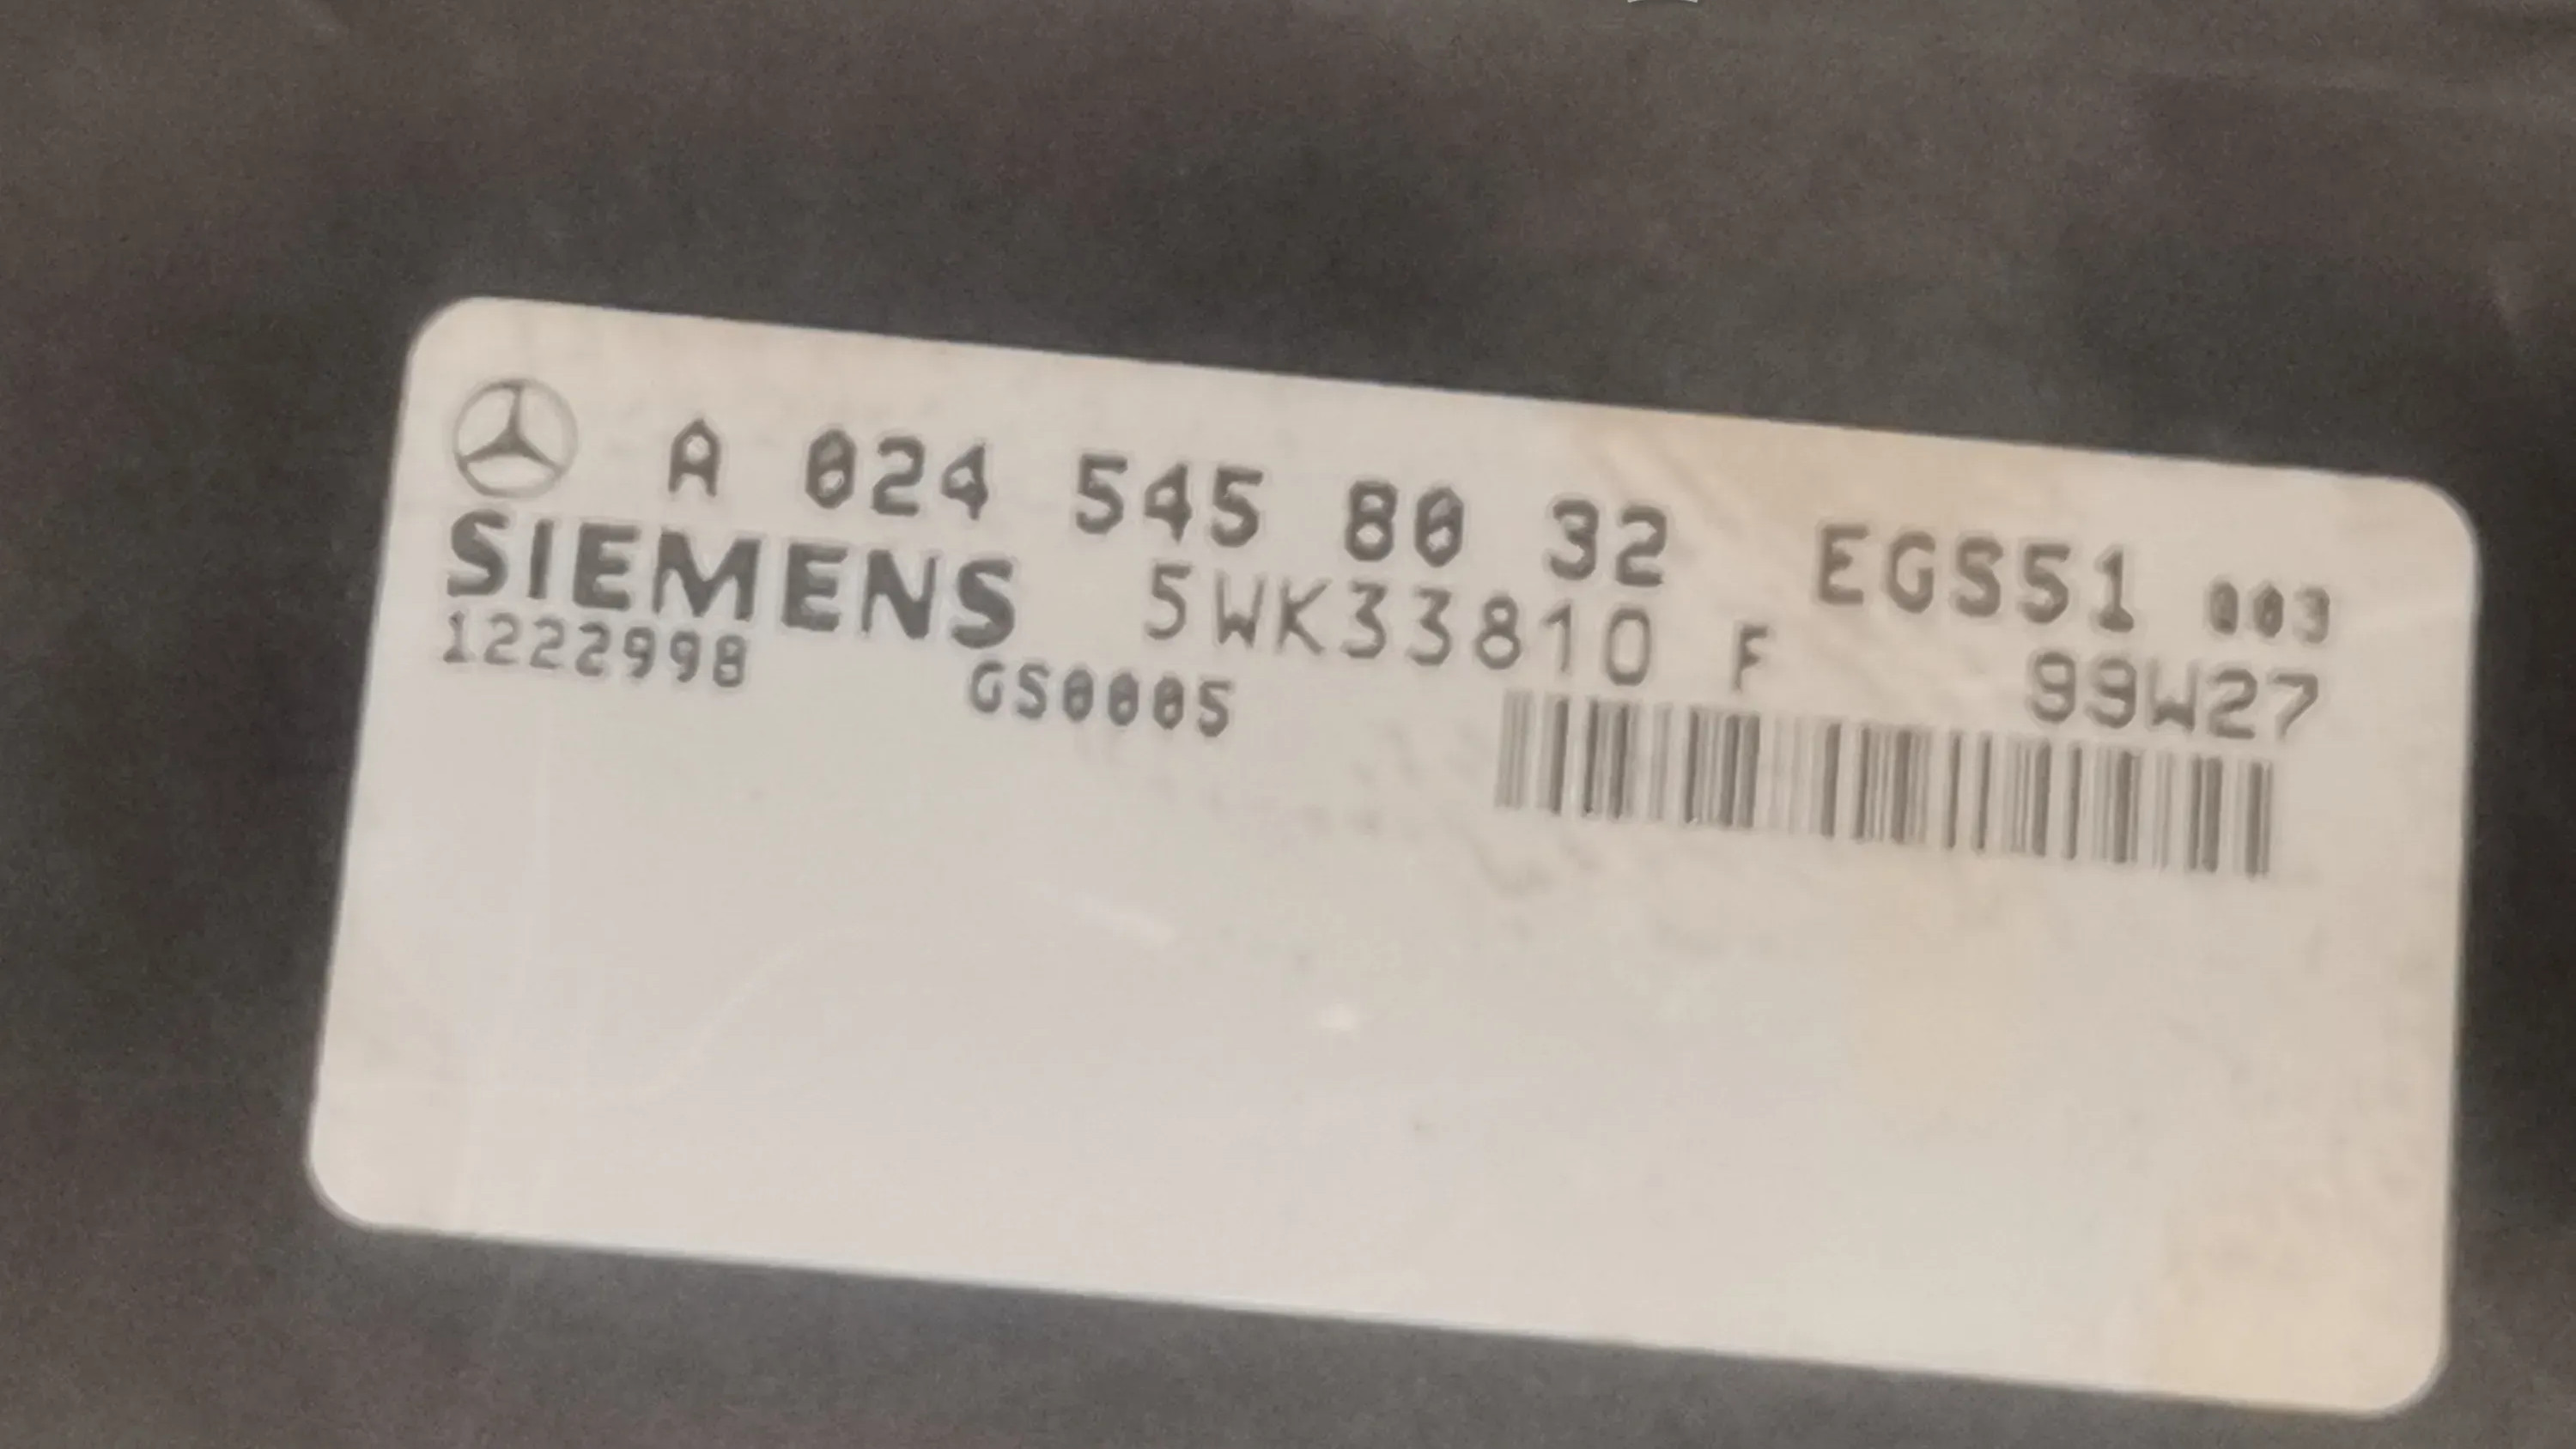 A 024 545 80 32 EGS51 003
SIEMENS 5WK33810 F 99W27
1222998 GS0005